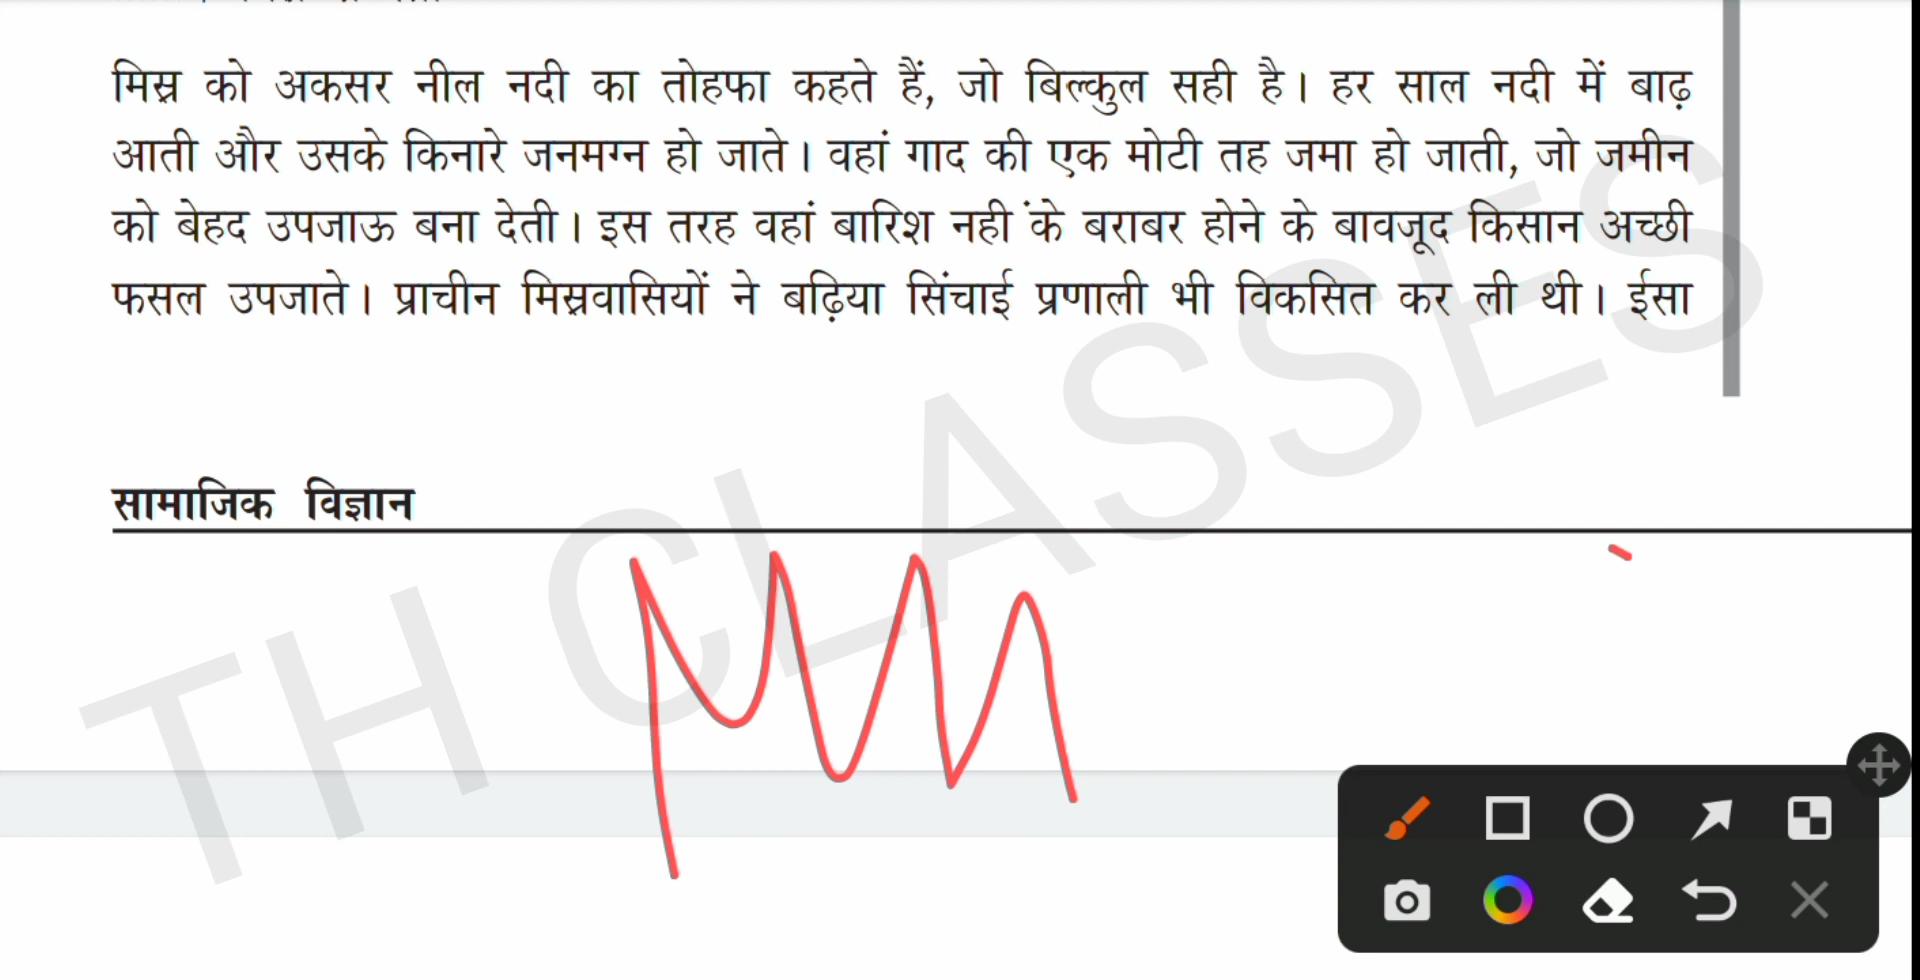 मिस्र को अकसर नील नदी का तोहफा कहते हैं, जो बिल्कुल सही है। हर साल नदी में बाढ़
आती और उसके किनारे जनमग्न हो जाते। वहां गाद की एक मोटी तह जमा हो जाती, जो जमीन
को बेहद उपजाऊ बना देती। इस तरह वहां बारिश नहीं के बराबर होने के बावजूद किसान अच्छी
फसल उपजाते। प्राचीन मिस्रवासियों ने बढ़िया सिंचाई प्रणाली भी विकसित कर ली थी। ईसा
सामाजिक विज्ञान
TH CLASSES